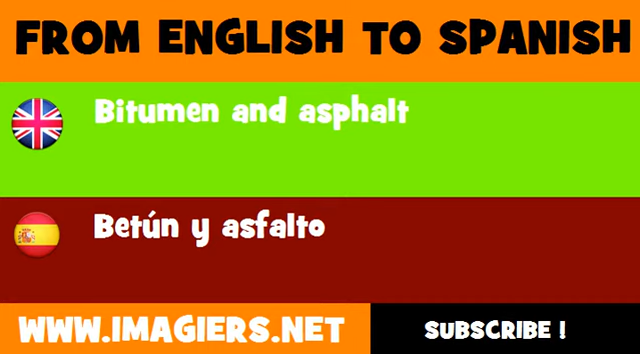 FROM ENGLISH TO SPANISH
Bitumen and asphalt
Betún y asfalto
WWW.IMAGIERS.NET
SUBSCRIBE !